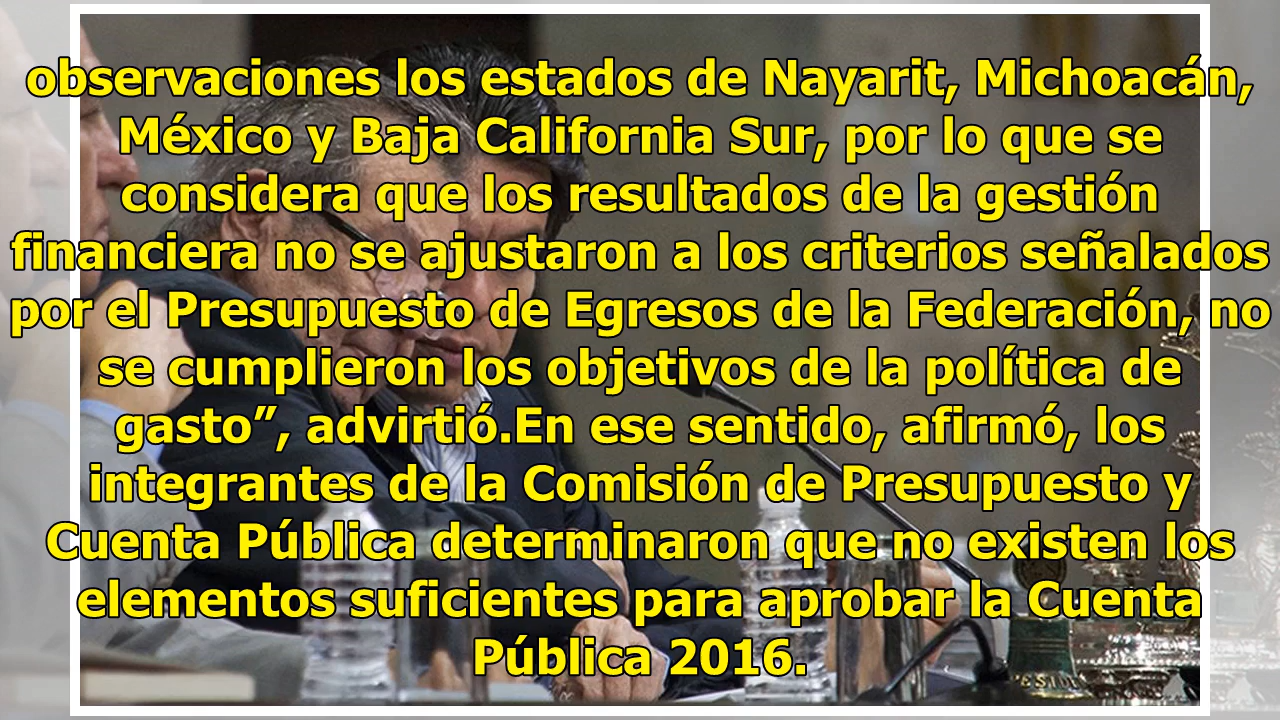 observaciones los estados de Nayarit, Michoacán,
México y Baja California Sur, por lo que se
considera que los resultados de la gestión
financiera no se ajustaron a los criterios señalados
por el Presupuesto de Egresos de la Federación, no
se cumplieron los objetivos de la política de
gasto”, advirtió.En ese sentido, afirmó, los
integrantes de la Comisión de Presupuesto y
Cuenta Pública determinaron que no existen los
elementos suficientes para aprobar la Cuenta
Pública 2016.